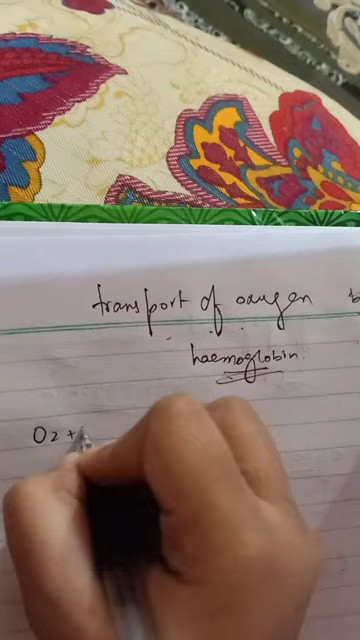 transport of oxygen b
haemoglobin.
O2 +